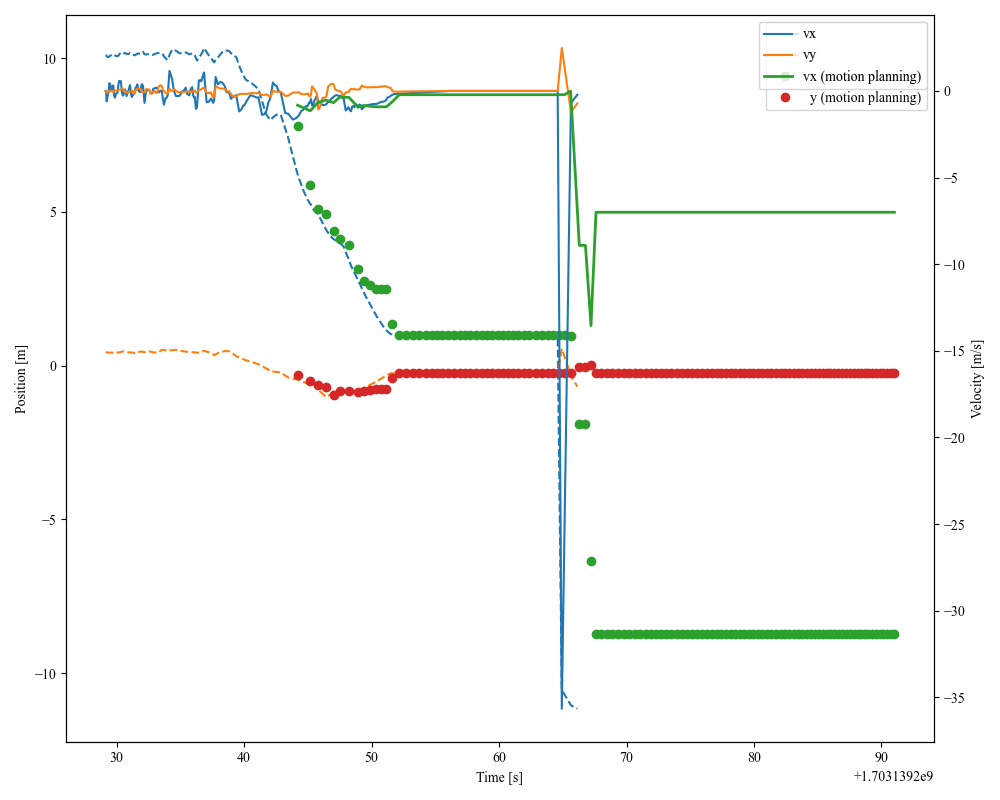 vx
vy
vx (motion planning)
y (motion planning)
10
5
0
−5
−10
0
−5
−10
−15
−20
−25
−30
−35
Position [m]
Velocity [m/s]
30
40
50
60
70
80
90
Time [s]
+1.7031392e9